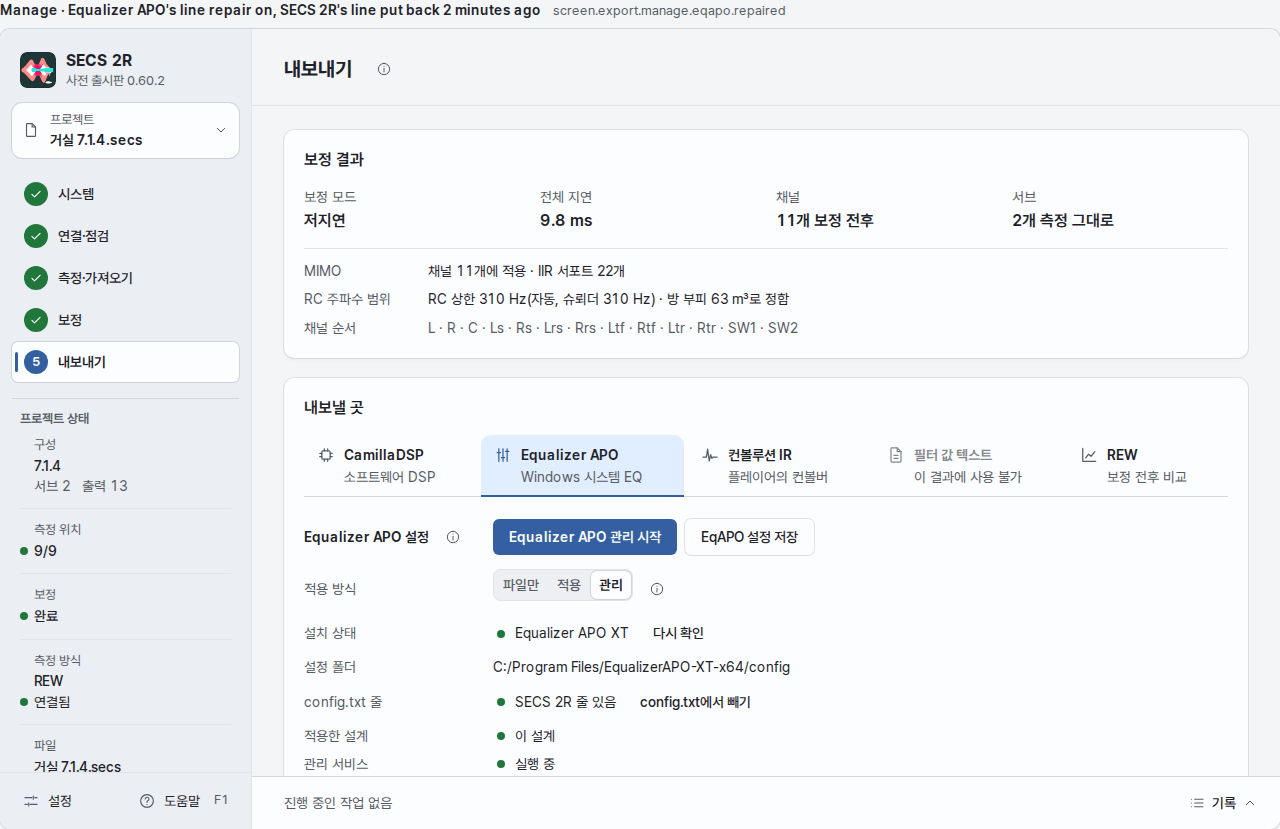 Manage · Equalizer APO's line repair on, SECS 2R's line put back 2 minutes ago screen.export.manage.eqapo.repaired
SECS 2R
사전 출시판 0.60.2
프로젝트
거실 7.1.4.secs
시스템
연결·점검
측정·가져오기
보정
5 내보내기
프로젝트 상태
구성
7.1.4
서브 2 출력 13
측정 위치
9/9
보정
완료
측정 방식
REW
연결됨
파일
거실 7.1.4.secs
설정
도움말 F1
내보내기
보정 결과
보정 모드
저지연
전체 지연
9.8 ms
채널
11개 보정 전후
서브
2개 측정 그대로
MIMO 채널 11개에 적용 · IIR 서포트 22개
RC 주파수 범위 RC 상한 310 Hz(자동, 슈뢰더 310 Hz) · 방 부피 63 m³로 정함
채널 순서 L · R · C · Ls · Rs · Lrs · Rrs · Ltf · Rtf · Ltr · Rtr · SW1 · SW2
내보낼 곳
CamillaDSP
소프트웨어 DSP
Equalizer APO
Windows 시스템 EQ
컨볼루션 IR
플레이어의 컨볼버
필터 값 텍스트
이 결과에 사용 불가
REW
보정 전후 비교
Equalizer APO 설정 Equalizer APO 관리 시작 EqAPO 설정 저장
적용 방식 파일만 적용 관리
설치 상태 Equalizer APO XT 다시 확인
설정 폴더 C:/Program Files/EqualizerAPO-XT-x64/config
config.txt 줄 SECS 2R 줄 있음 config.txt에서 빼기
적용한 설계 이 설계
관리 서비스 실행 중
진행 중인 작업 없음
기록